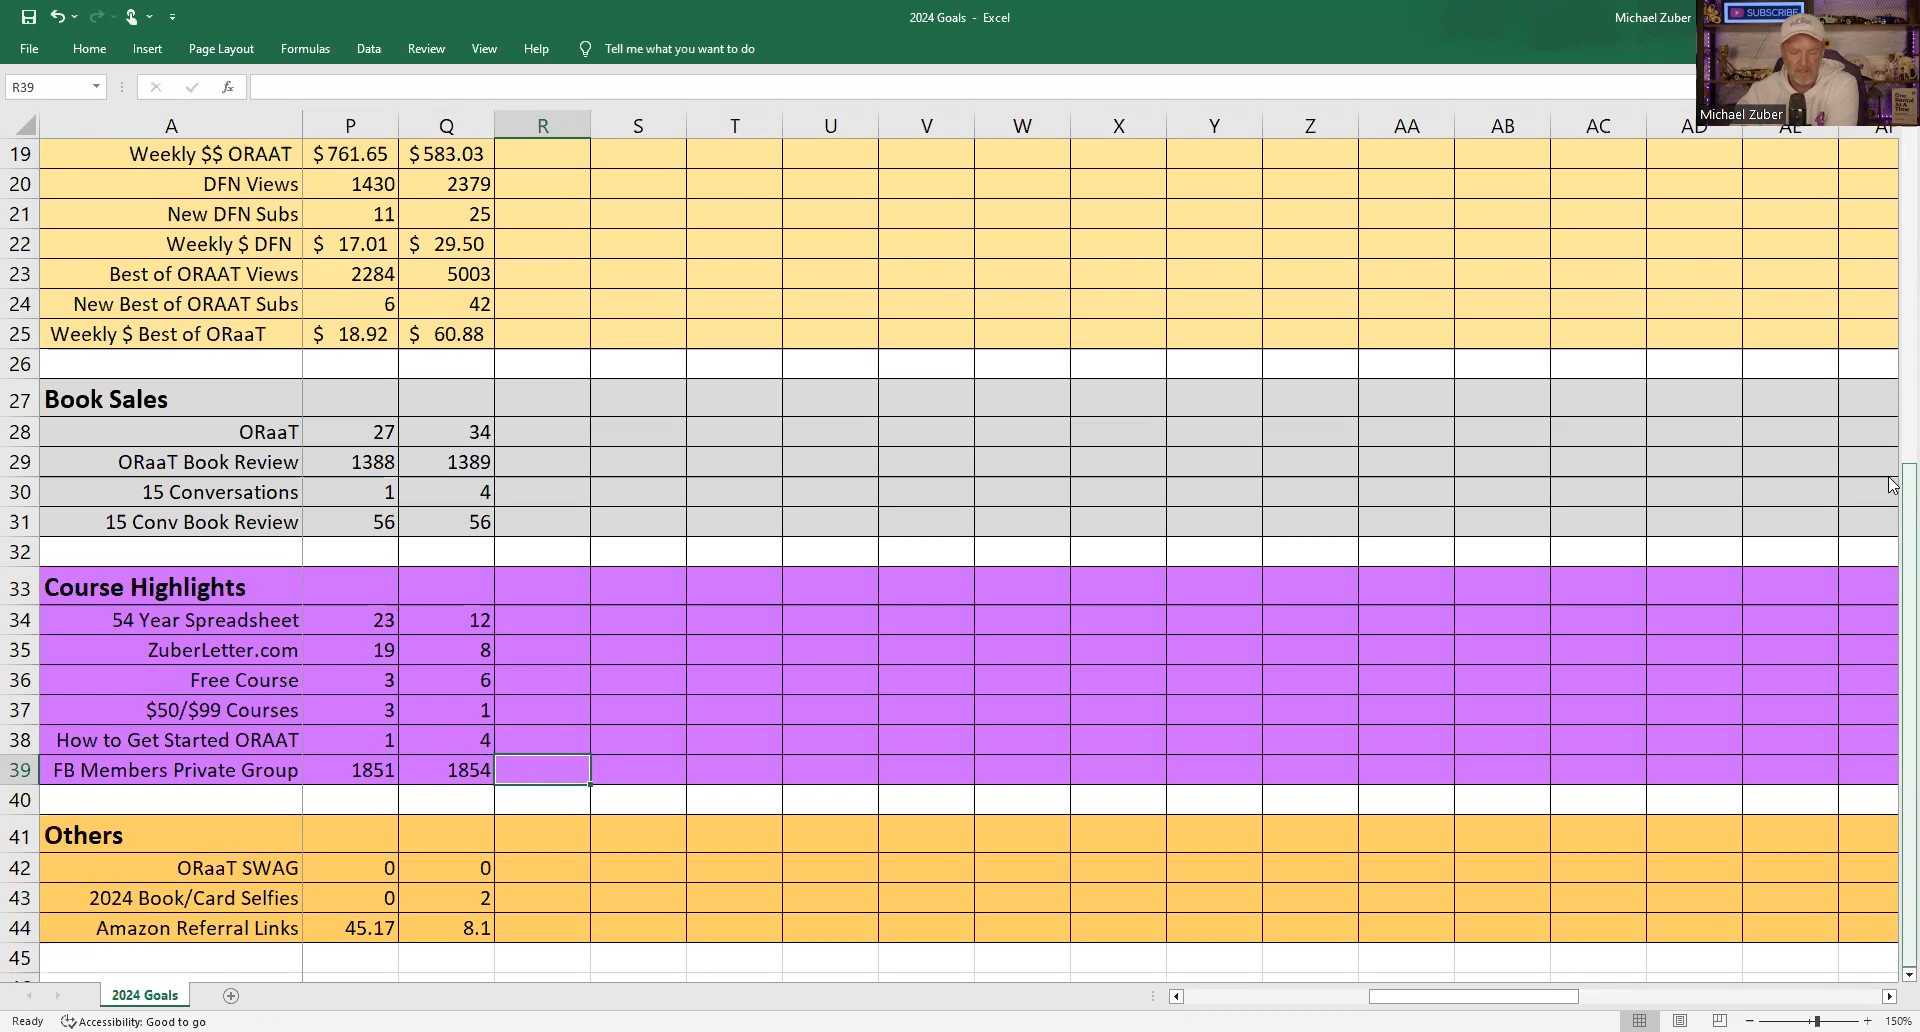 2024 Goals - Excel
Michael Zuber
SUBSCRIBE
File Home Insert Page Layout Formulas Data Review View Help Tell me what you want to do
R39 fx
Michael Zuber
A P Q R S T U V W X Y Z AA AB AC AD AE AF
19 Weekly $$ ORAAT $761.65 $583.03
20 DFN Views 1430 2379
21 New DFN Subs 11 25
22 Weekly $ DFN $ 17.01 $ 29.50
23 Best of ORAAT Views 2284 5003
24 New Best of ORAAT Subs 6 42
25 Weekly $ Best of ORaaT $ 18.92 $ 60.88
26
27 Book Sales
28 ORaaT 27 34
29 ORaaT Book Review 1388 1389
30 15 Conversations 1 4
31 15 Conv Book Review 56 56
32
33 Course Highlights
34 54 Year Spreadsheet 23 12
35 ZuberLetter.com 19 8
36 Free Course 3 6
37 $50/$99 Courses 3 1
38 How to Get Started ORAAT 1 4
39 FB Members Private Group 1851 1854
40
41 Others
42 ORaaT SWAG 0 0
43 2024 Book/Card Selfies 0 2
44 Amazon Referral Links 45.17 8.1
45
2024 Goals
Ready Accessibility: Good to go 150%